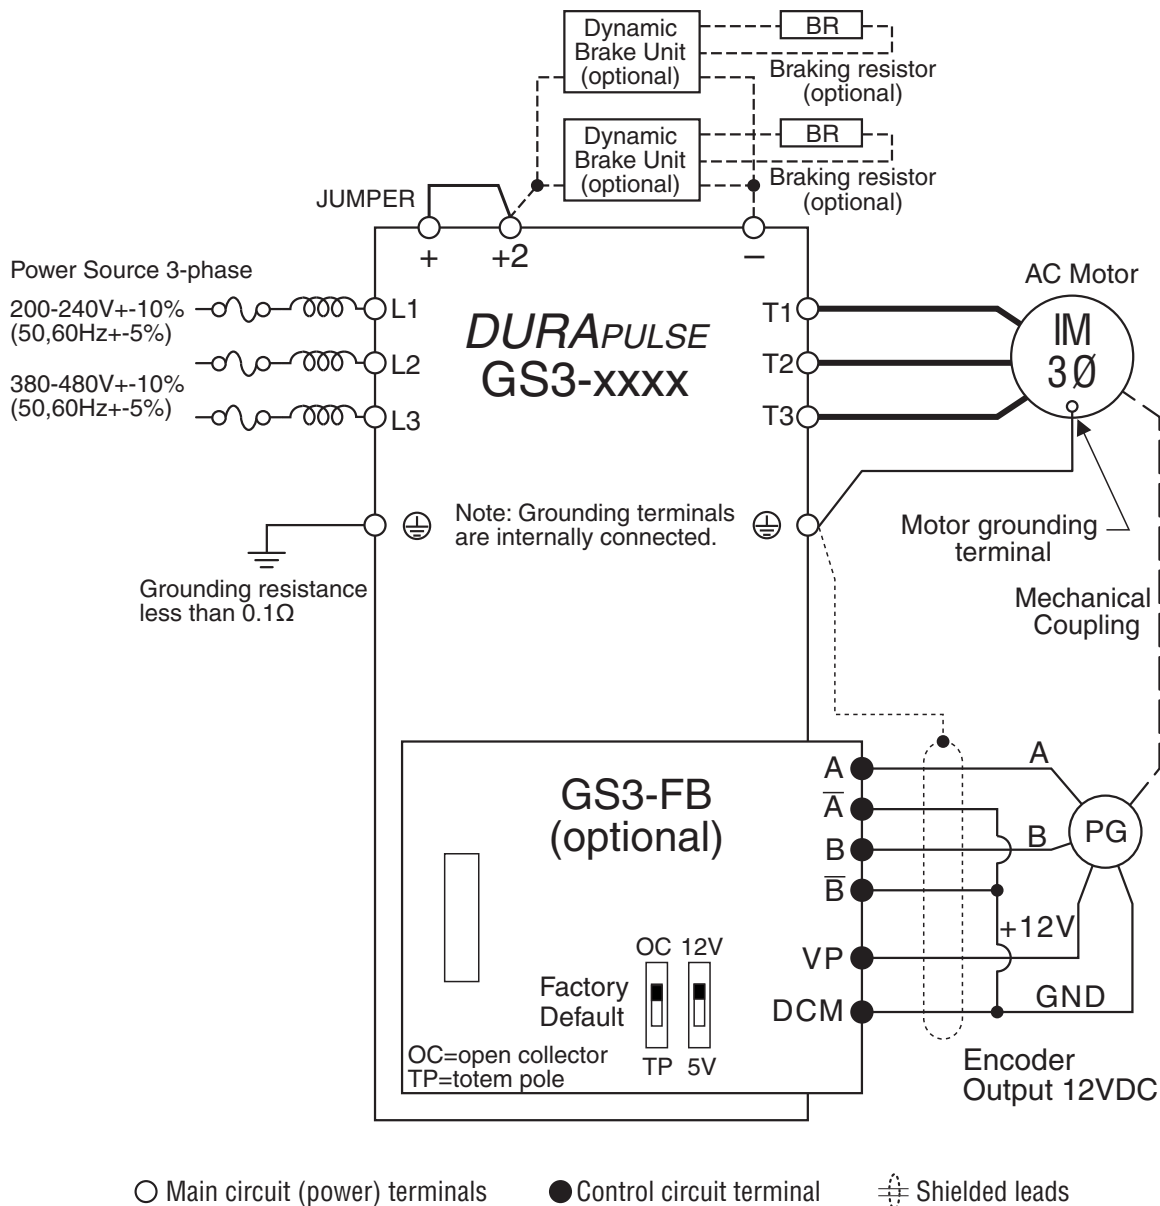 Dynamic
Brake Unit
(optional)
BR
Braking resistor
(optional)
Dynamic
Brake Unit
(optional)
BR
Braking resistor
(optional)
JUMPER
+
+2
−
Power Source 3-phase
200-240V+-10%
(50,60Hz+-5%)
380-480V+-10%
(50,60Hz+-5%)
L1
L2
L3
DURAPULSE
GS3-xxxx
T1
T2
T3
AC Motor
IM
3Ø
Note: Grounding terminals
are internally connected.
Motor grounding
terminal
Grounding resistance
less than 0.1Ω
Mechanical
Coupling
GS3-FB
(optional)
A
A̅
B
B̅
VP
DCM
A
B
PG
+12V
GND
OC 12V
Factory
Default
TP 5V
OC=open collector
TP=totem pole
Encoder
Output 12VDC
Main circuit (power) terminals
Control circuit terminal
Shielded leads